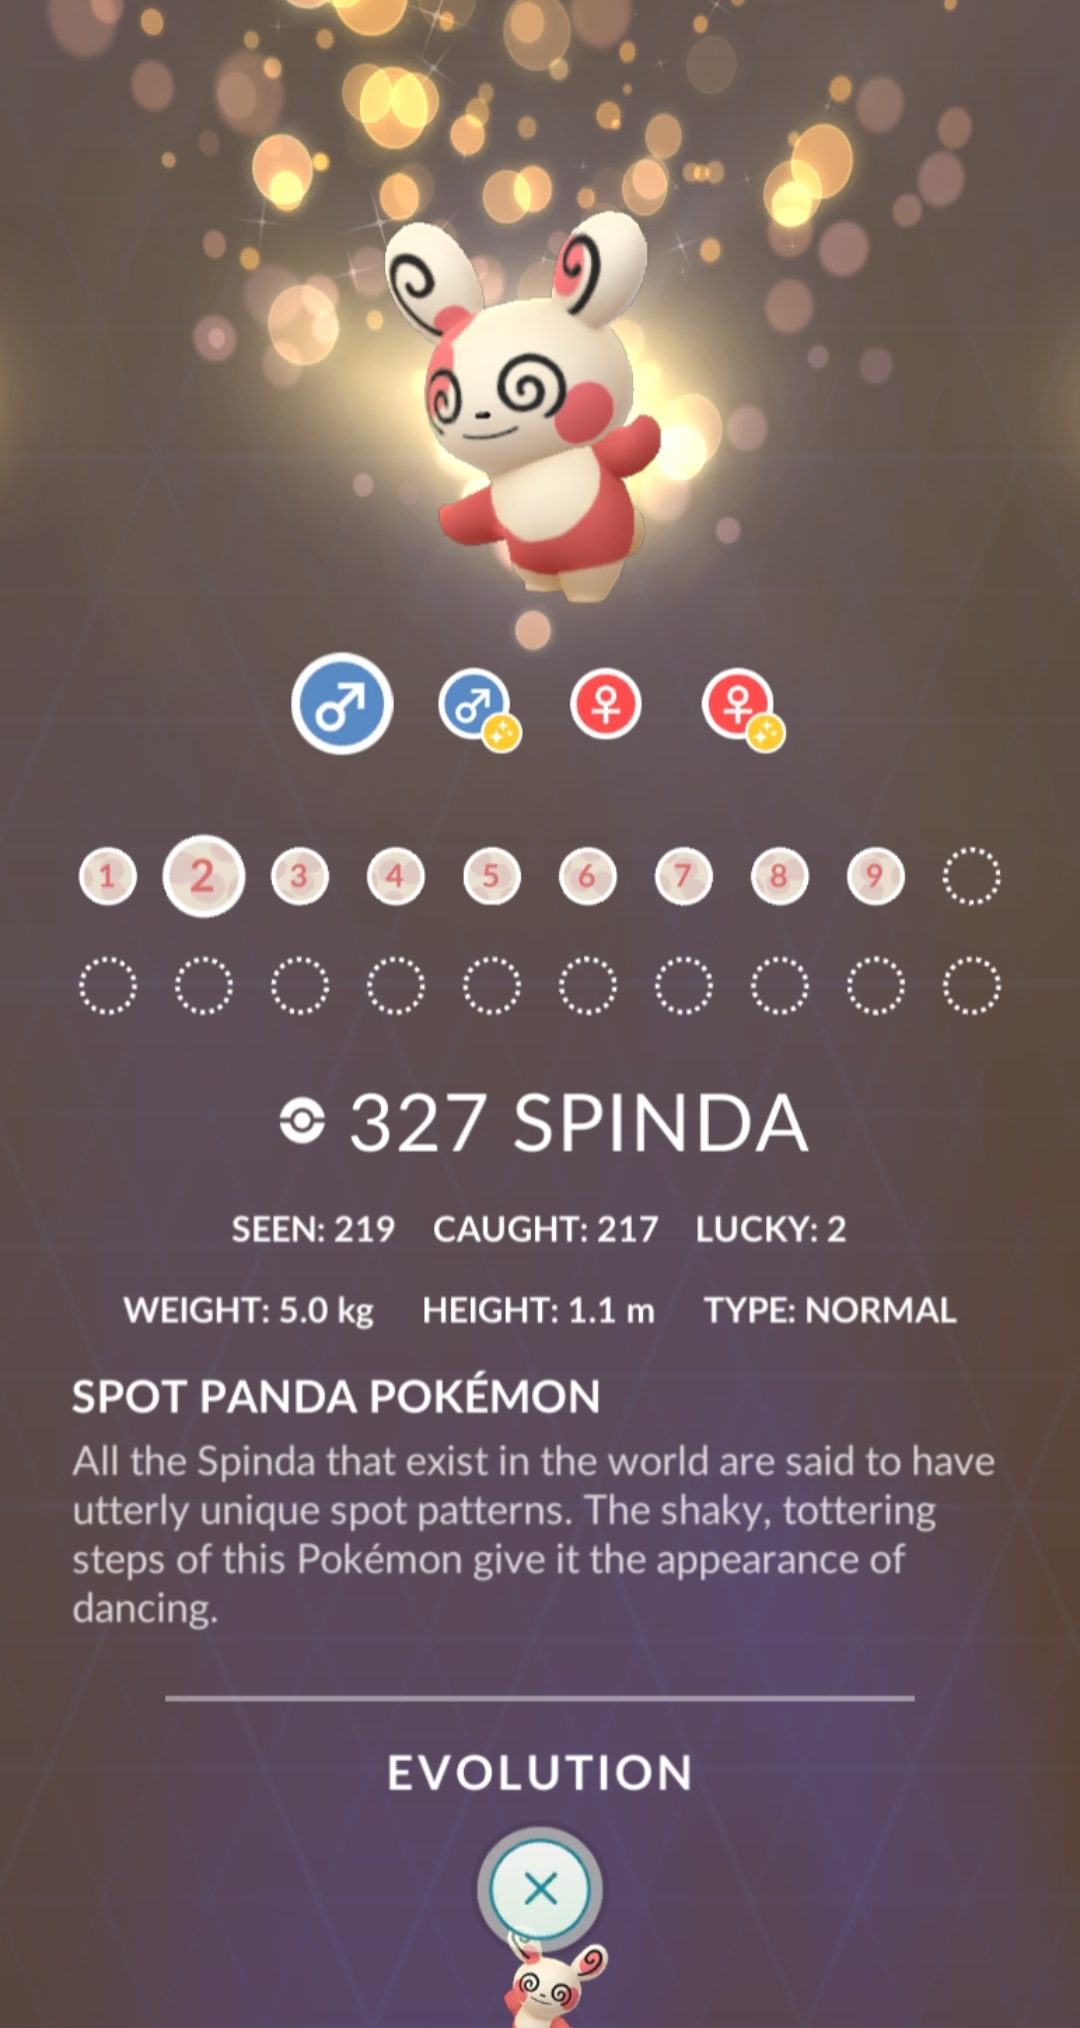 1 2 3 4 5 6 7 8 9
327 SPINDA
SEEN: 219 CAUGHT: 217 LUCKY: 2
WEIGHT: 5.0 kg HEIGHT: 1.1 m TYPE: NORMAL
SPOT PANDA POKÉMON
All the Spinda that exist in the world are said to have
utterly unique spot patterns. The shaky, tottering
steps of this Pokémon give it the appearance of
dancing.
EVOLUTION